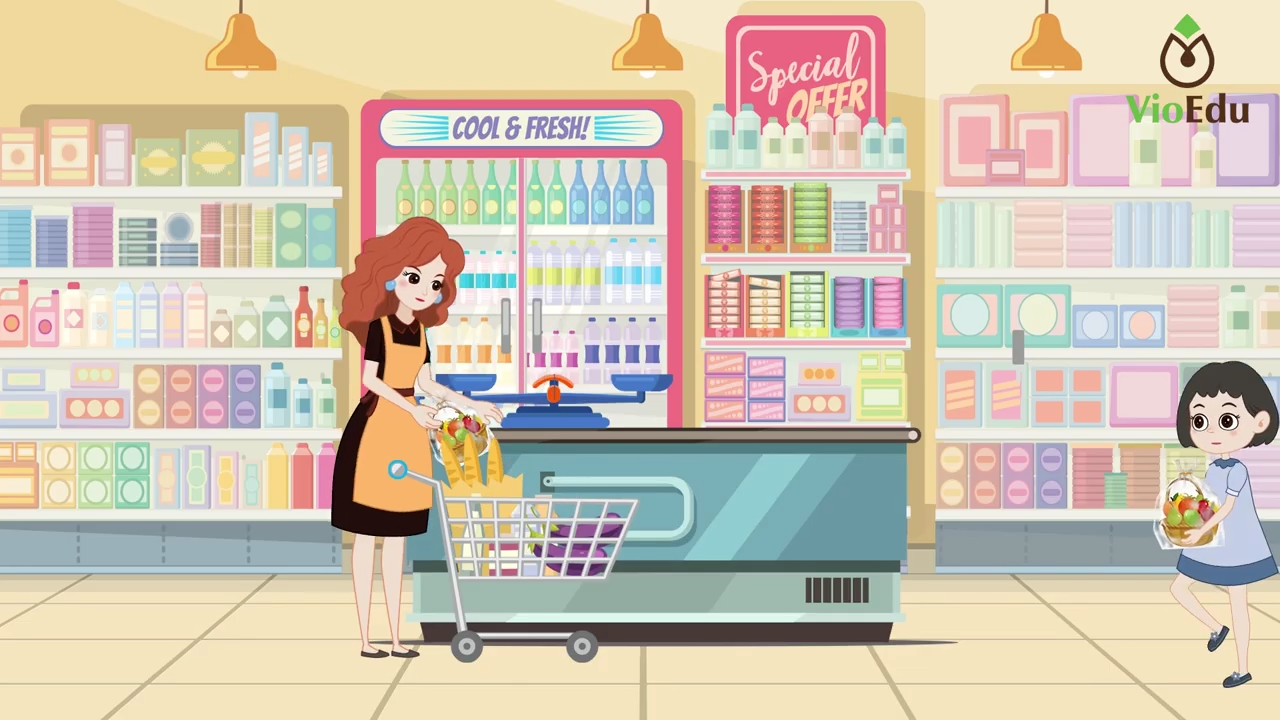 Special
OFFER
VioEdu
COOL & FRESH!